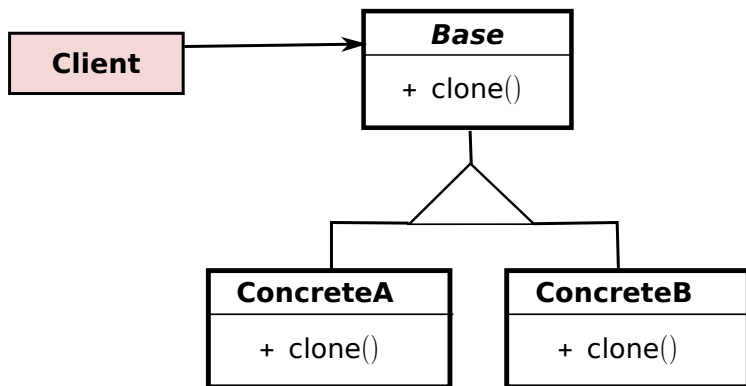 Client
Base
+ clone()
ConcreteA
+ clone()
ConcreteB
+ clone()